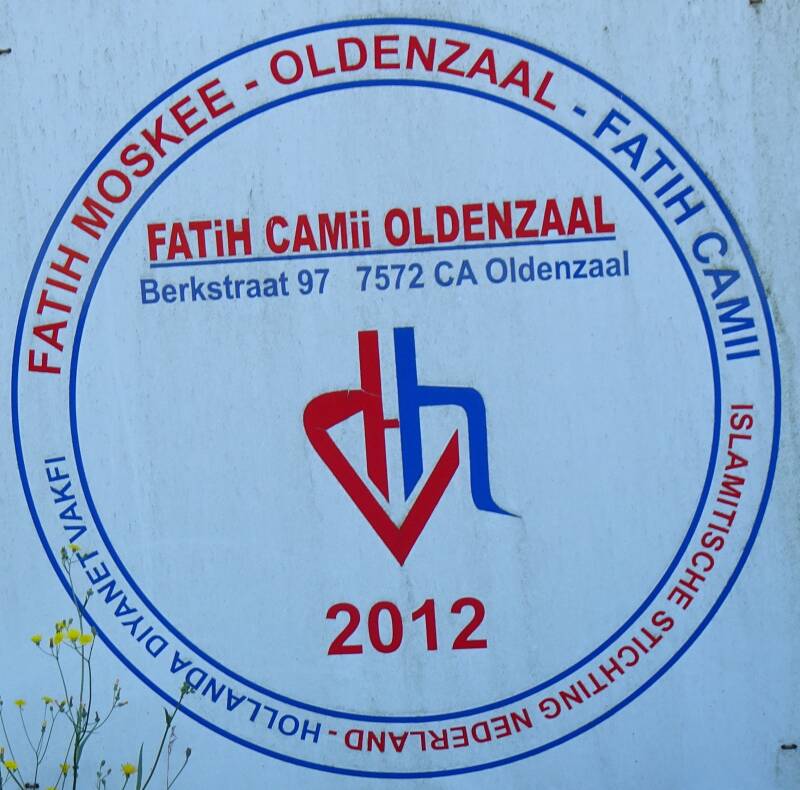 FATIH MOSKEE - OLDENZAAL - FATIH CAMII
ISLAMITISCHE STICHTING NEDERLAND - HOLLANDA DIYANET VAKFI
FATiH CAMii OLDENZAAL
Berkstraat 97 7572 CA Oldenzaal
2012